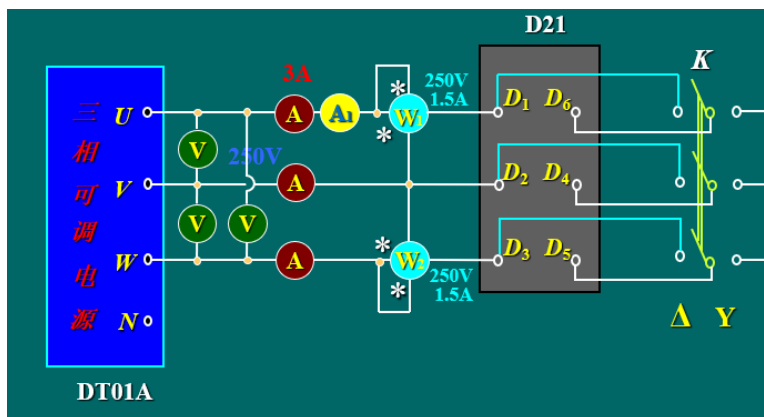 D21
K
3A
250V
1.5A
三相可调电源
U
V
W
N
V
V
V
250V
A
A1
A
A
*
*
W1
*
*
W2
D1
D6
D2
D4
D3
D5
250V
1.5A
Δ
Y
DT01A